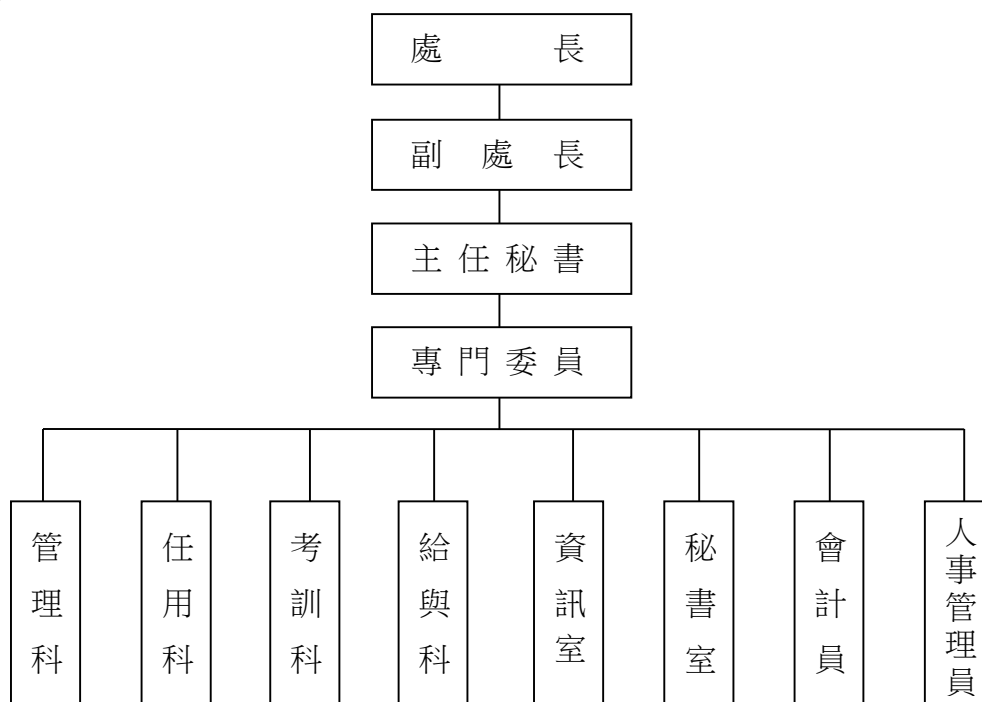 處長
副處長
主任秘書
專門委員
管理科
任用科
考訓科
給與科
資訊室
秘書室
會計員
人事管理員